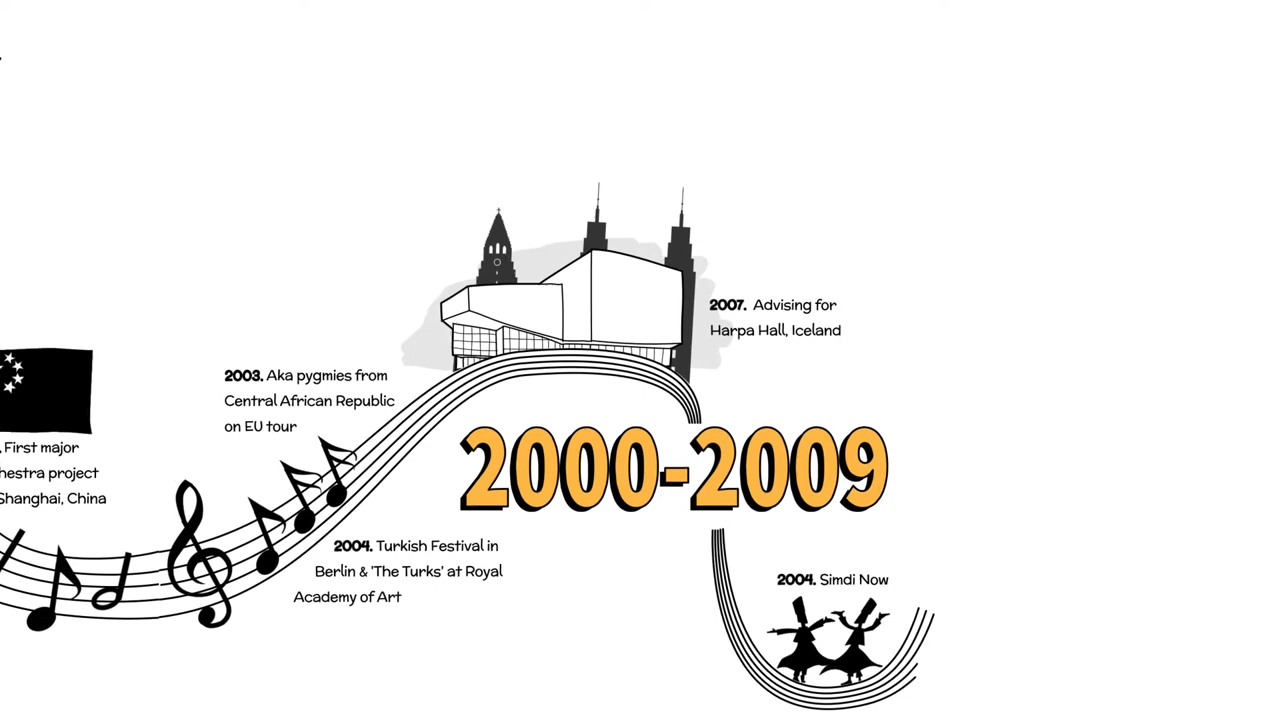 2007. Advising for
Harpa Hall, Iceland
2003. Aka pygmies from
Central African Republic
on EU tour
First major
project
Shanghai, China
2000-2009
2004. Turkish Festival in
Berlin & 'The Turks' at Royal
Academy of Art
2004. Simdi Now